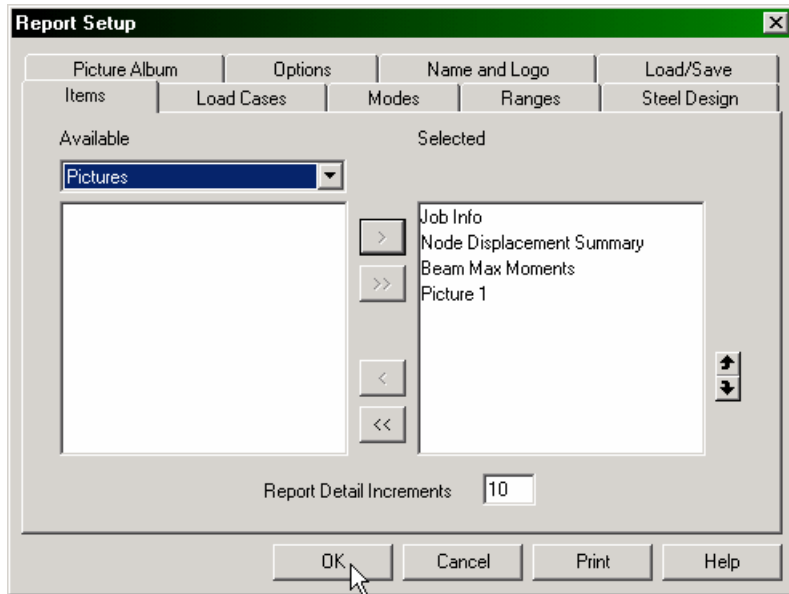 Report Setup
Picture Album Options Name and Logo Load/Save
Items Load Cases Modes Ranges Steel Design
Available Selected
Pictures
Job Info
> Node Displacement Summary
Beam Max Moments
>> Picture 1
<
<<
Report Detail Increments 10
OK Cancel Print Help